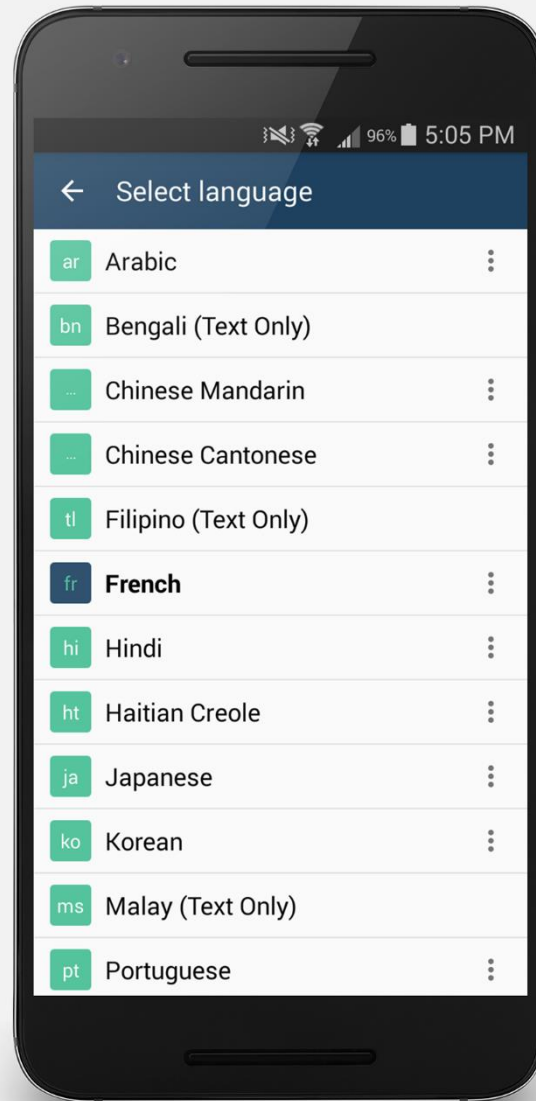 96% 5:05 PM
Select language
ar Arabic
bn Bengali (Text Only)
... Chinese Mandarin
... Chinese Cantonese
tl Filipino (Text Only)
fr French
hi Hindi
ht Haitian Creole
ja Japanese
ko Korean
ms Malay (Text Only)
pt Portuguese